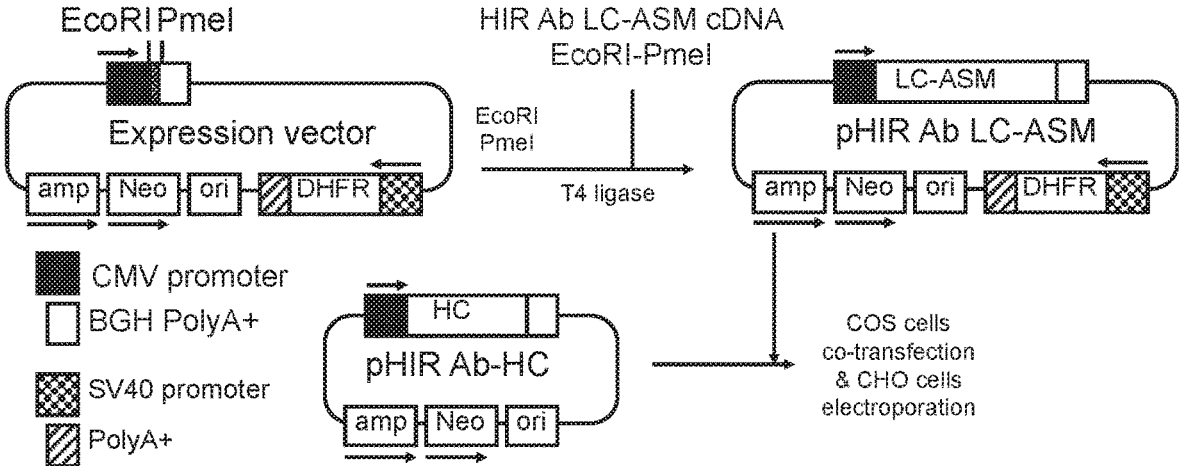 EcoRI PmeI
Expression vector
amp
Neo
ori
DHFR
HIR Ab LC-ASM cDNA
EcoRI-PmeI
EcoRI
PmeI
T4 ligase
LC-ASM
pHIR Ab LC-ASM
amp
Neo
ori
DHFR
CMV promoter
BGH PolyA+
SV40 promoter
PolyA+
HC
pHIR Ab-HC
amp
Neo
ori
COS cells
co-transfection
& CHO cells
electroporation